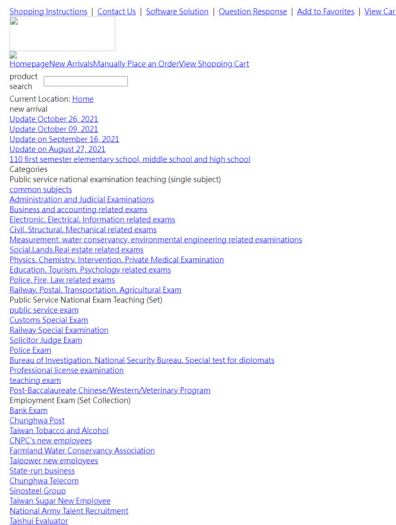 Shopping Instructions | Contact Us | Software Solution | Question Response | Add to Favorites | View Car
HomepageNew ArrivalsManually Place an OrderView Shopping Cart
product
search
Current Location: Home
new arrival
Update October 26, 2021
Update October 09, 2021
Update on September 16, 2021
Update on August 27, 2021
110 first semester elementary school, middle school and high school
Categories
Public service national examination teaching (single subject)
common subjects
Administration and Judicial Examinations
Business and accounting related exams
Electronic, Electrical, Information related exams
Civil, Structural, Mechanical related exams
Measurement, water conservancy, environmental engineering related examinations
Social,Lands,Real estate related exams
Physics, Chemistry, Intervention, Private Medical Examination
Education, Tourism, Psychology related exams
Police, Fire, Law related exams
Railway, Postal, Transportation, Agricultural Exam
Public Service National Exam Teaching (Set)
public service exam
Customs Special Exam
Railway Special Examination
Solicitor Judge Exam
Police Exam
Bureau of Investigation, National Security Bureau, Special test for diplomats
Professional license examination
teaching exam
Post-Baccalaureate Chinese/Western/Veterinary Program
Employment Exam (Set Collection)
Bank Exam
Chunghwa Post
Taiwan Tobacco and Alcohol
CNPC's new employees
Farmland Water Conservancy Association
Taipower new employees
State-run business
Chunghwa Telecom
Sinosteel Group
Taiwan Sugar New Employee
National Army Talent Recruitment
Taishui Evaluator